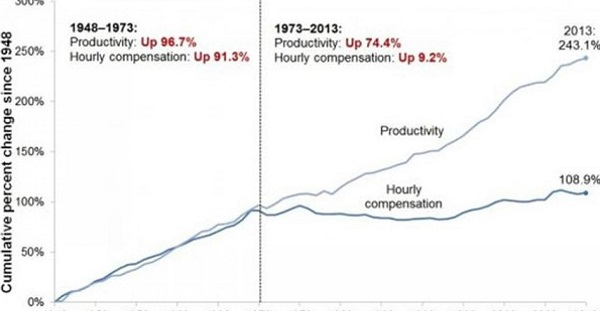 300%
250%
200%
150%
100%
50%
0%
Cumulative percent change since 1948
1948–1973:
Productivity: Up 96.7%
Hourly compensation: Up 91.3%
1973–2013:
Productivity: Up 74.4%
Hourly compensation: Up 9.2%
2013:
243.1%
Productivity
Hourly
compensation
108.9%